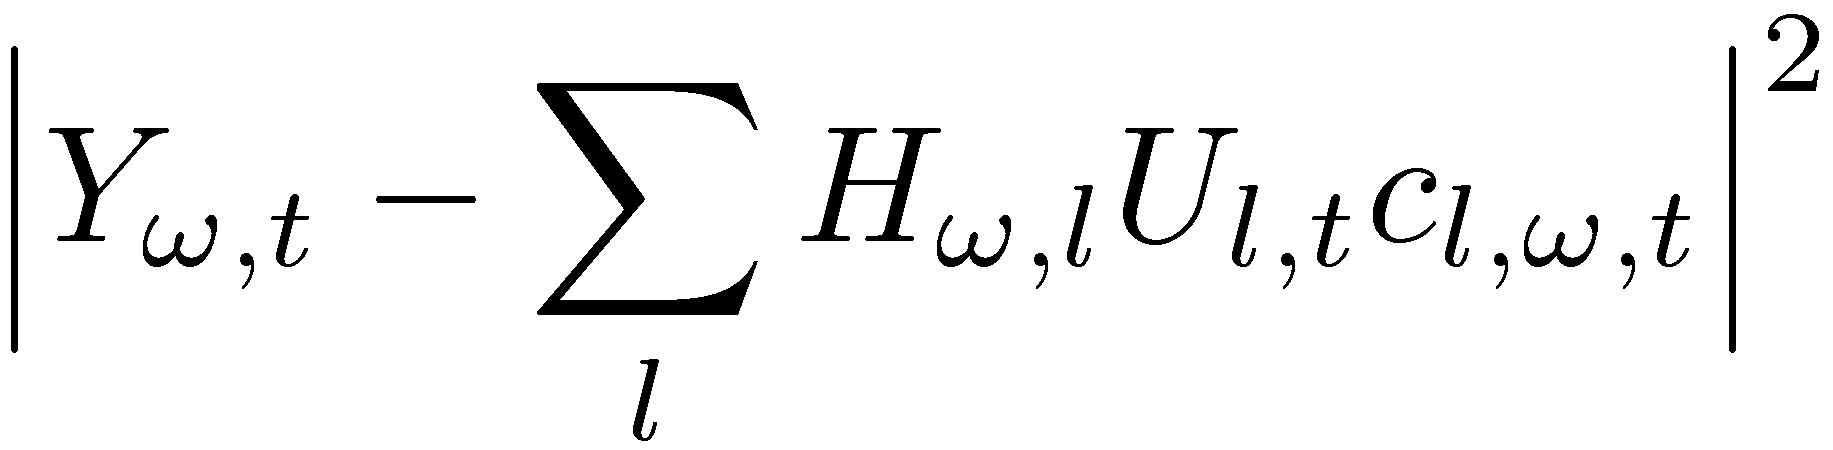 $\left| Y_{\omega,t} - \sum_{l} H_{\omega,l} U_{l,t} c_{l,\omega,t} \right|^2$